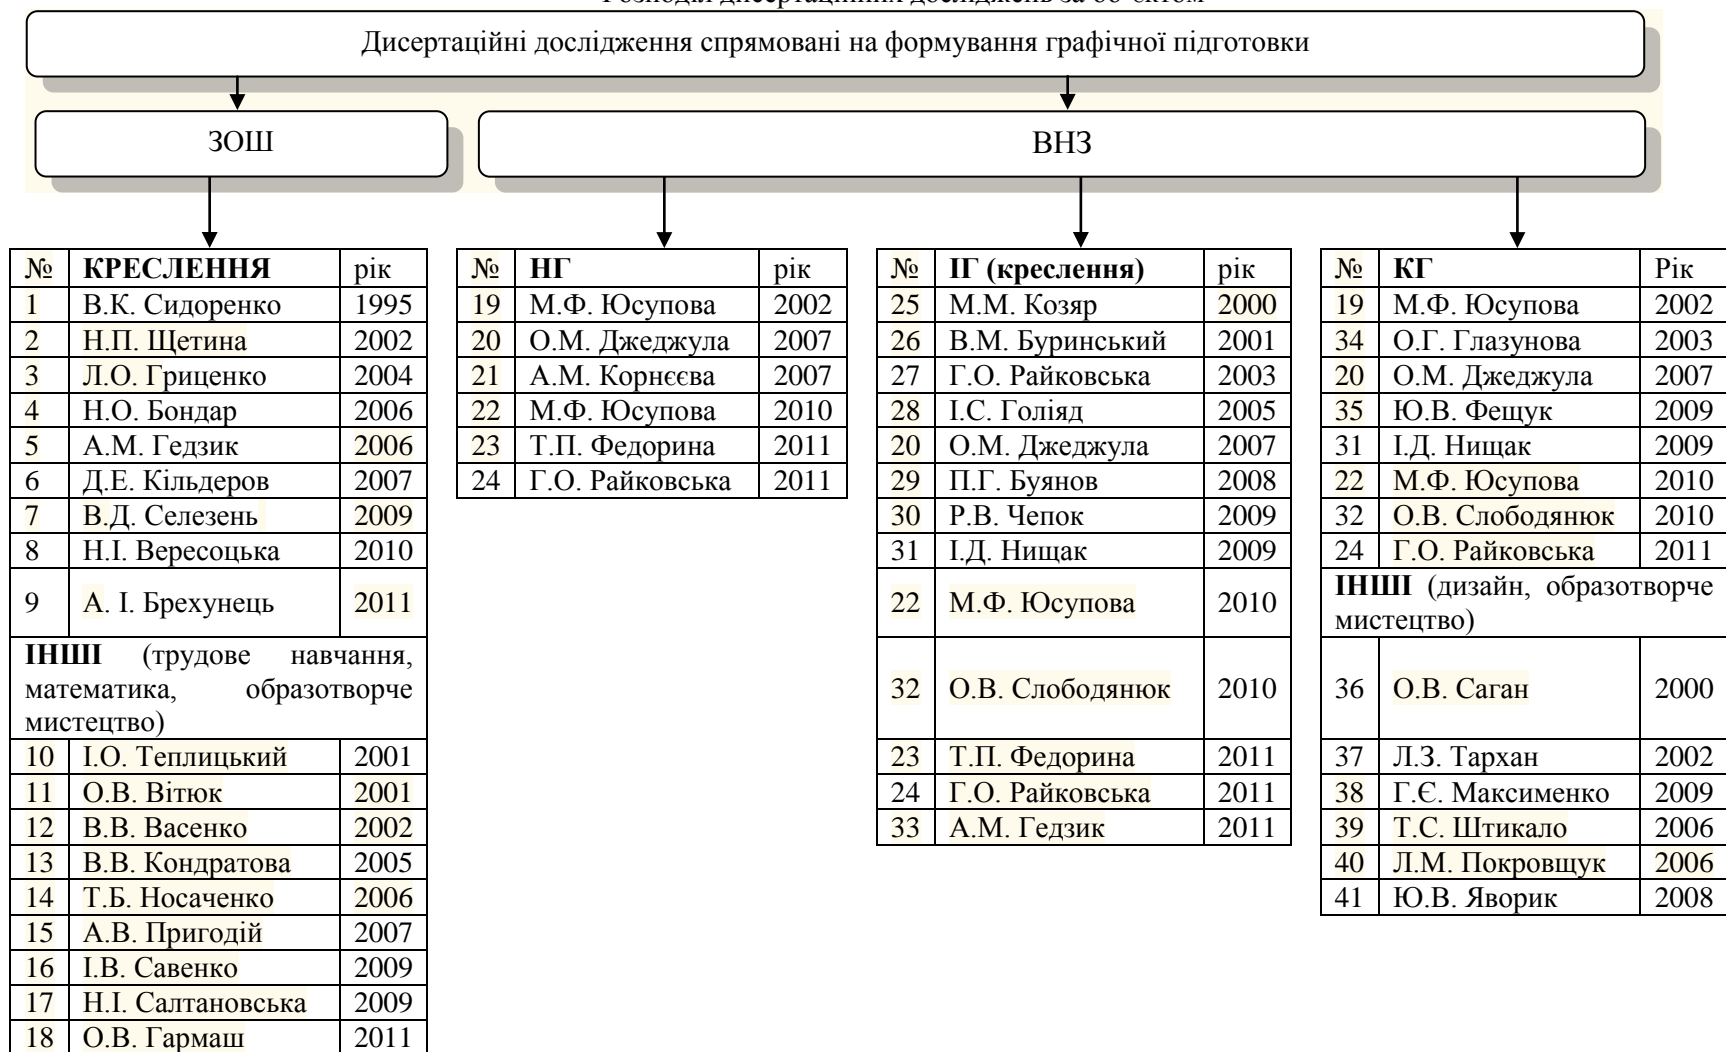 Розподіл дисертаційних досліджень за об'єктом
Дисертаційні дослідження спрямовані на формування графічної підготовки
ЗОШ
ВНЗ
№ КРЕСЛЕННЯ рік
1 В.К. Сидоренко 1995
2 Н.П. Щетина 2002
3 Л.О. Гриценко 2004
4 Н.О. Бондар 2006
5 А.М. Гедзик 2006
6 Д.Е. Кільдеров 2007
7 В.Д. Селезень 2009
8 Н.І. Вересоцька 2010
9 А. І. Брехунець 2011
ІНШІ (трудове навчання,
математика, образотворче
мистецтво)
10 І.О. Теплицький 2001
11 О.В. Вітюк 2001
12 В.В. Васенко 2002
13 В.В. Кондратова 2005
14 Т.Б. Носаченко 2006
15 А.В. Пригодій 2007
16 І.В. Савенко 2009
17 Н.І. Салтановська 2009
18 О.В. Гармаш 2011
№ НГ рік
19 М.Ф. Юсупова 2002
20 О.М. Джеджула 2007
21 А.М. Корнєєва 2007
22 М.Ф. Юсупова 2010
23 Т.П. Федорина 2011
24 Г.О. Райковська 2011
№ ІГ (креслення) рік
25 М.М. Козяр 2000
26 В.М. Буринський 2001
27 Г.О. Райковська 2003
28 І.С. Голіяд 2005
20 О.М. Джеджула 2007
29 П.Г. Буянов 2008
30 Р.В. Чепок 2009
31 І.Д. Нищак 2009
22 М.Ф. Юсупова 2010
32 О.В. Слободянюк 2010
23 Т.П. Федорина 2011
24 Г.О. Райковська 2011
33 А.М. Гедзик 2011
№ КГ Рік
19 М.Ф. Юсупова 2002
34 О.Г. Глазунова 2003
20 О.М. Джеджула 2007
35 Ю.В. Фещук 2009
31 І.Д. Нищак 2009
22 М.Ф. Юсупова 2010
32 О.В. Слободянюк 2010
24 Г.О. Райковська 2011
ІНШІ (дизайн, образотворче
мистецтво)
36 О.В. Саган 2000
37 Л.З. Тархан 2002
38 Г.Є. Максименко 2009
39 Т.С. Штикало 2006
40 Л.М. Покровщук 2006
41 Ю.В. Яворик 2008